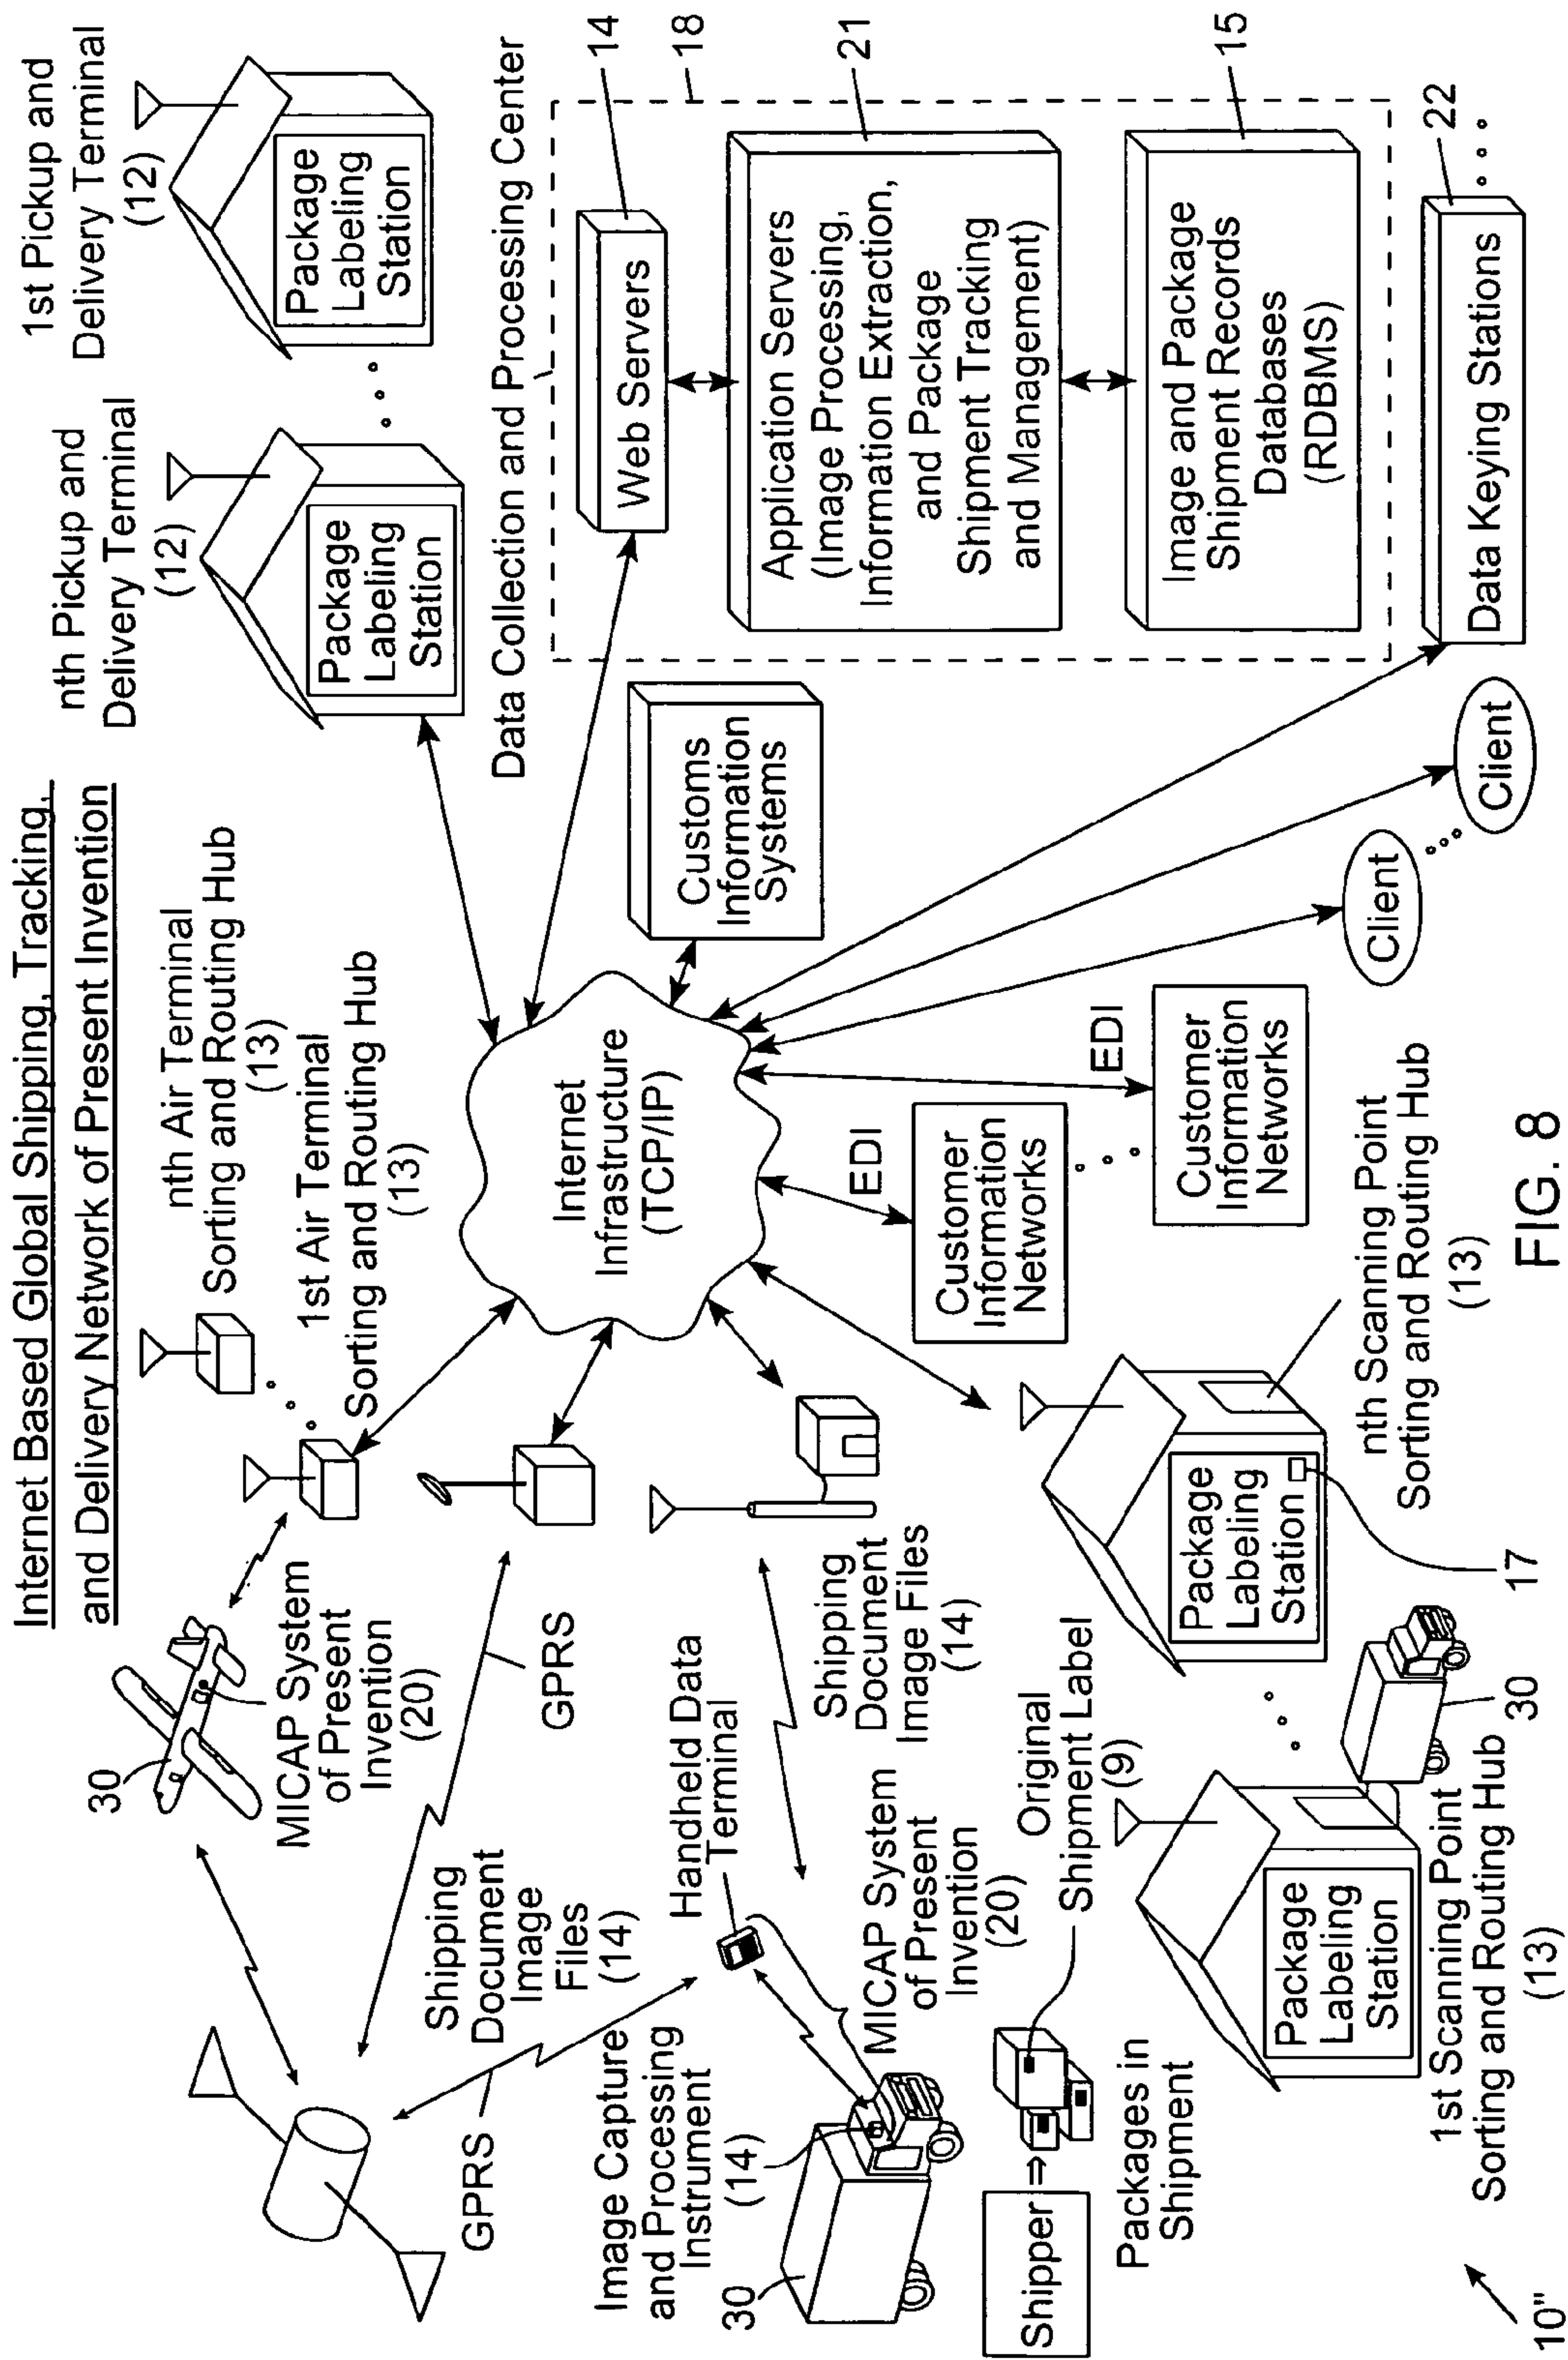 Internet Based Global Shipping, Tracking,
and Delivery Network of Present Invention
30
MICAP System
of Present
Invention
(20)
nth Air Terminal
Sorting and Routing Hub
(13)
1st Air Terminal
Sorting and Routing Hub
(13)
nth Pickup and
Delivery Terminal
(12)
Package
Labeling
Station
1st Pickup and
Delivery Terminal
(12)
Package
Labeling
Station
GPRS
Shipping
Document
Image
Files
(14)
GPRS
Internet
Infrastructure
(TCP/IP)
Data Collection and Processing Center
Web Servers
14
18
Application Servers
(Image Processing,
Information Extraction,
and Package
Shipment Tracking
and Management)
21
Image and Package
Shipment Records
Databases
(RDBMS)
15
Customs
Information
Systems
Data Keying Stations
22
Client
Client
EDI
Customer
Information
Networks
EDI
Customer
Information
Networks
Image Capture
and Processing
Instrument
(14)
Handheld Data
Terminal
Shipping
Document
Image Files
(14)
30
MICAP System
of Present
Invention
(20)
Original
Shipment Label
(9)
Shipper ⇒
Packages in
Shipment
Package
Labeling
Station
1st Scanning Point
Sorting and Routing Hub
(13)
30
Package
Labeling
Station
17
nth Scanning Point
Sorting and Routing Hub
(13)
10"
FIG. 8